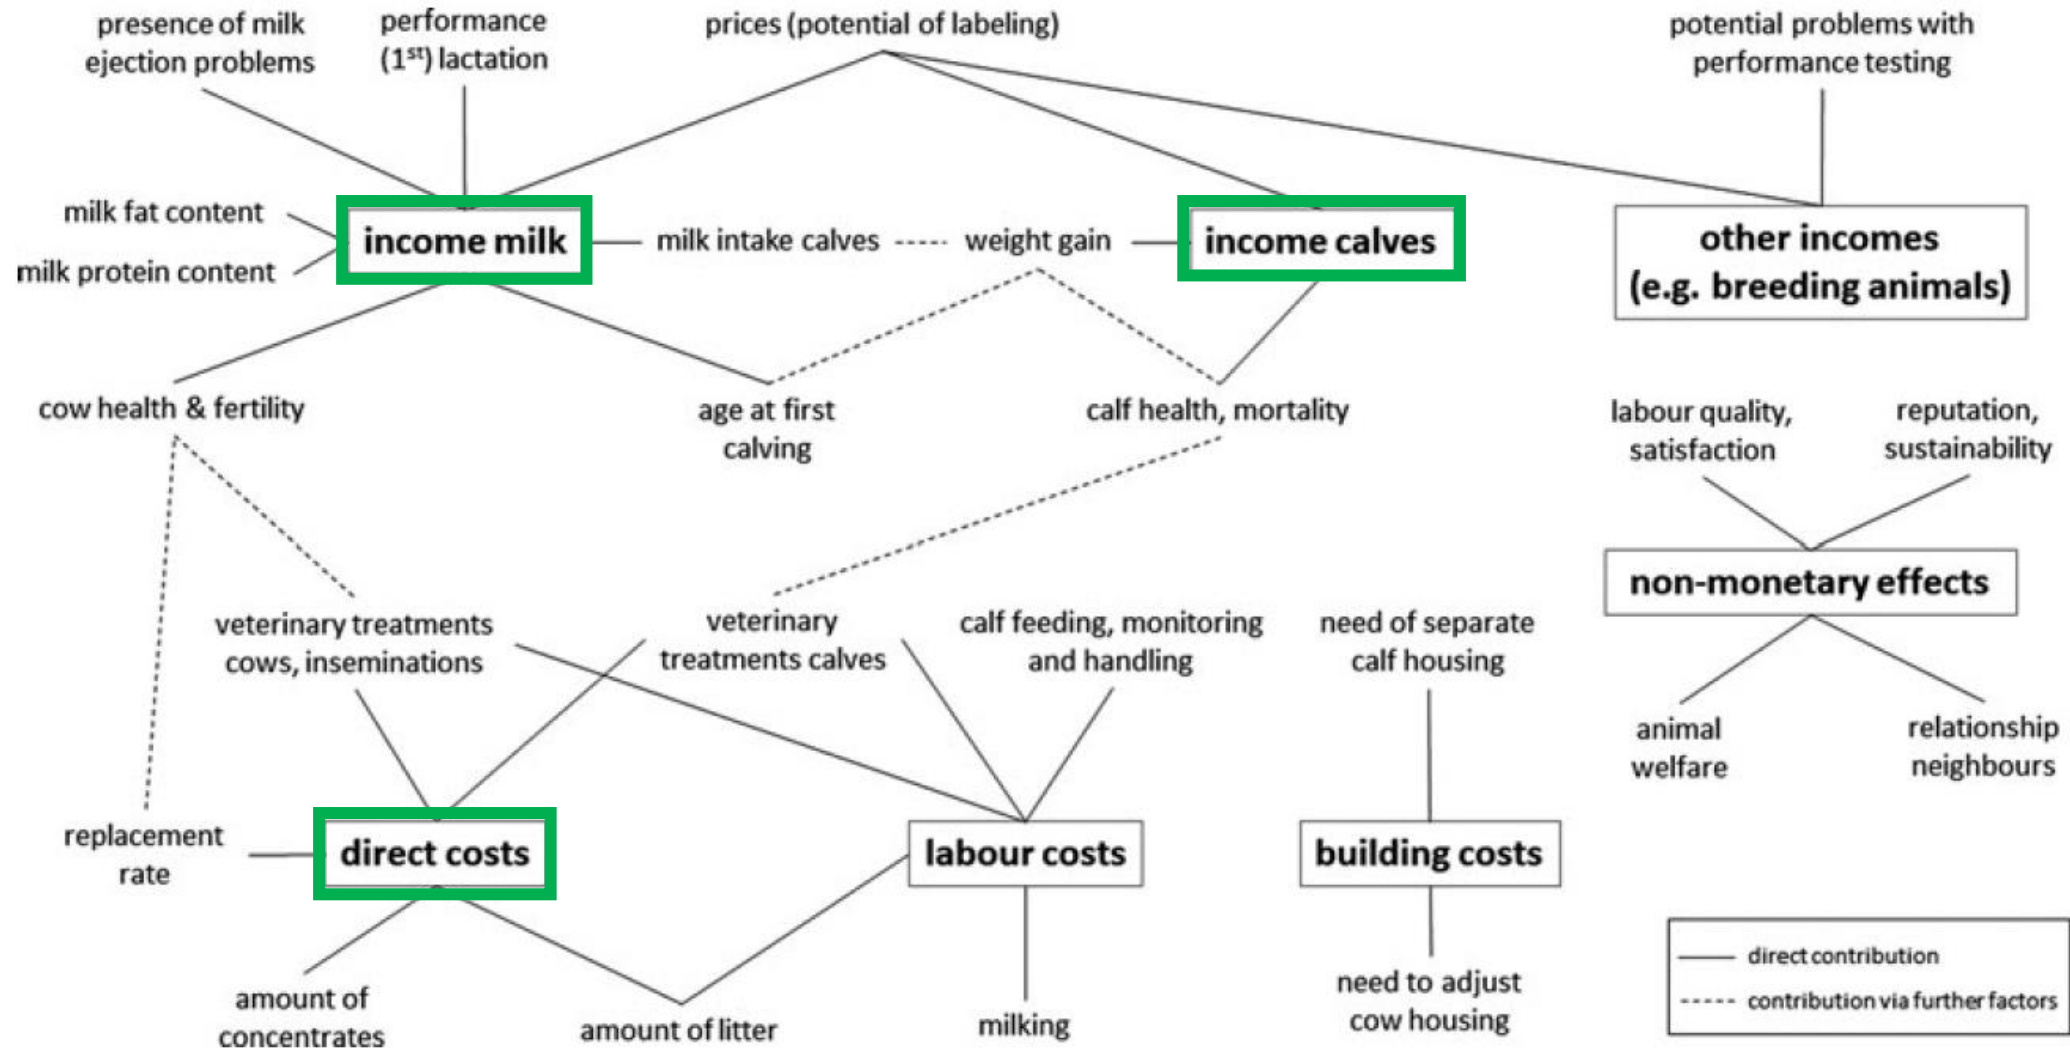 presence of milk
ejection problems
performance
(1st) lactation
prices (potential of labeling)
potential problems with
performance testing
milk fat content
milk protein content
income milk
milk intake calves
weight gain
income calves
other incomes
(e.g. breeding animals)
cow health & fertility
age at first
calving
calf health, mortality
labour quality,
satisfaction
reputation,
sustainability
non-monetary effects
veterinary treatments
cows, inseminations
veterinary
treatments calves
calf feeding, monitoring
and handling
need of separate
calf housing
animal
welfare
relationship
neighbours
replacement
rate
direct costs
labour costs
building costs
amount of
concentrates
amount of litter
milking
need to adjust
cow housing
direct contribution
contribution via further factors